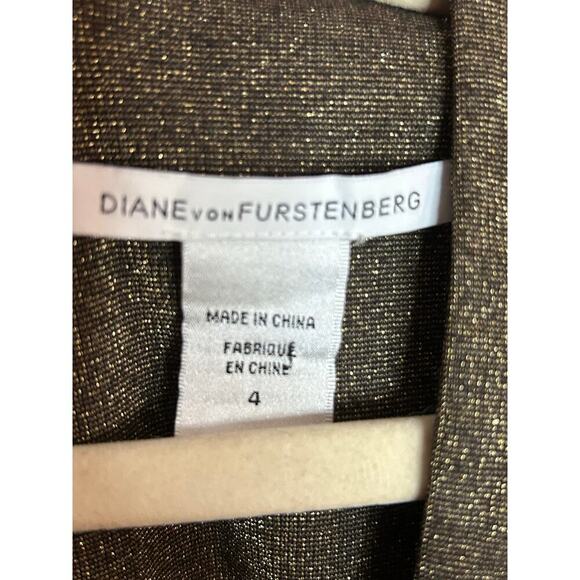 DIANE VON FURSTENBERG
MADE IN CHINA
FABRIQUÉ
EN CHINE
4